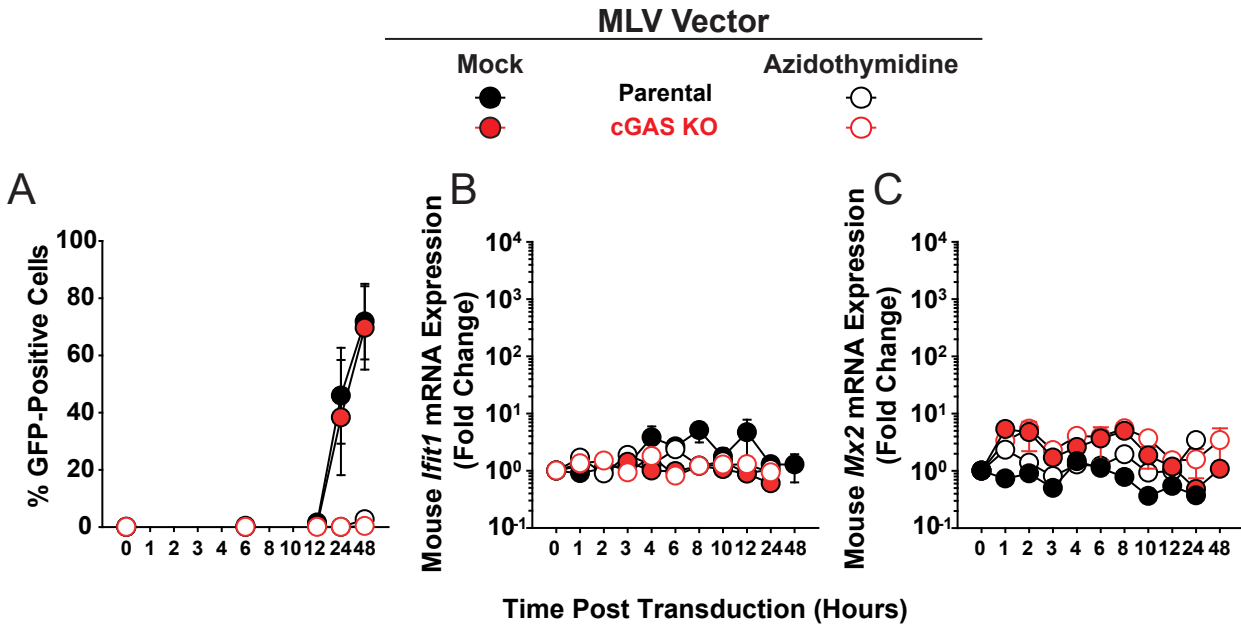 MLV Vector
Mock Azidothymidine
Parental
cGAS KO
A B C
% GFP-Positive Cells
100
80
60
40
20
0
0 1 2 3 4 6 8 10 12 24 48
Mouse Ifit1 mRNA Expression
(Fold Change)
10⁴
10³
10²
10¹
10⁰
10⁻¹
0 1 2 3 4 6 8 10 12 24 48
Mouse Mx2 mRNA Expression
(Fold Change)
10⁴
10³
10²
10¹
10⁰
10⁻¹
0 1 2 3 4 6 8 10 12 24 48
Time Post Transduction (Hours)